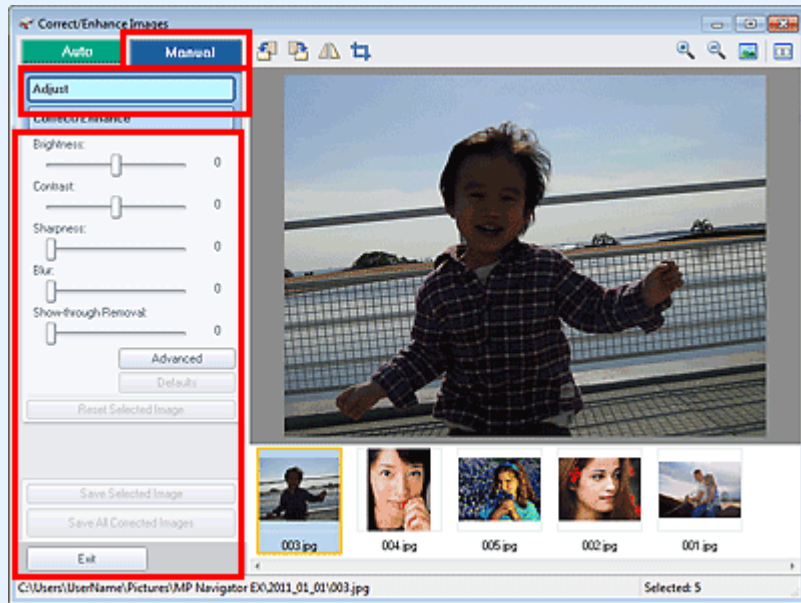 Correct/Enhance Images
Auto
Manual
Adjust
Correct/Enhance
Brightness:
0
Contrast:
0
Sharpness:
0
Blur:
0
Show-through Removal:
0
Advanced
Defaults
Reset Selected Image
Save Selected Image
Save All Corrected Images
Exit
003.jpg
004.jpg
005.jpg
002.jpg
001.jpg
C:\Users\UserName\Pictures\MP Navigator EX\2011_01_01\003.jpg
Selected: 5